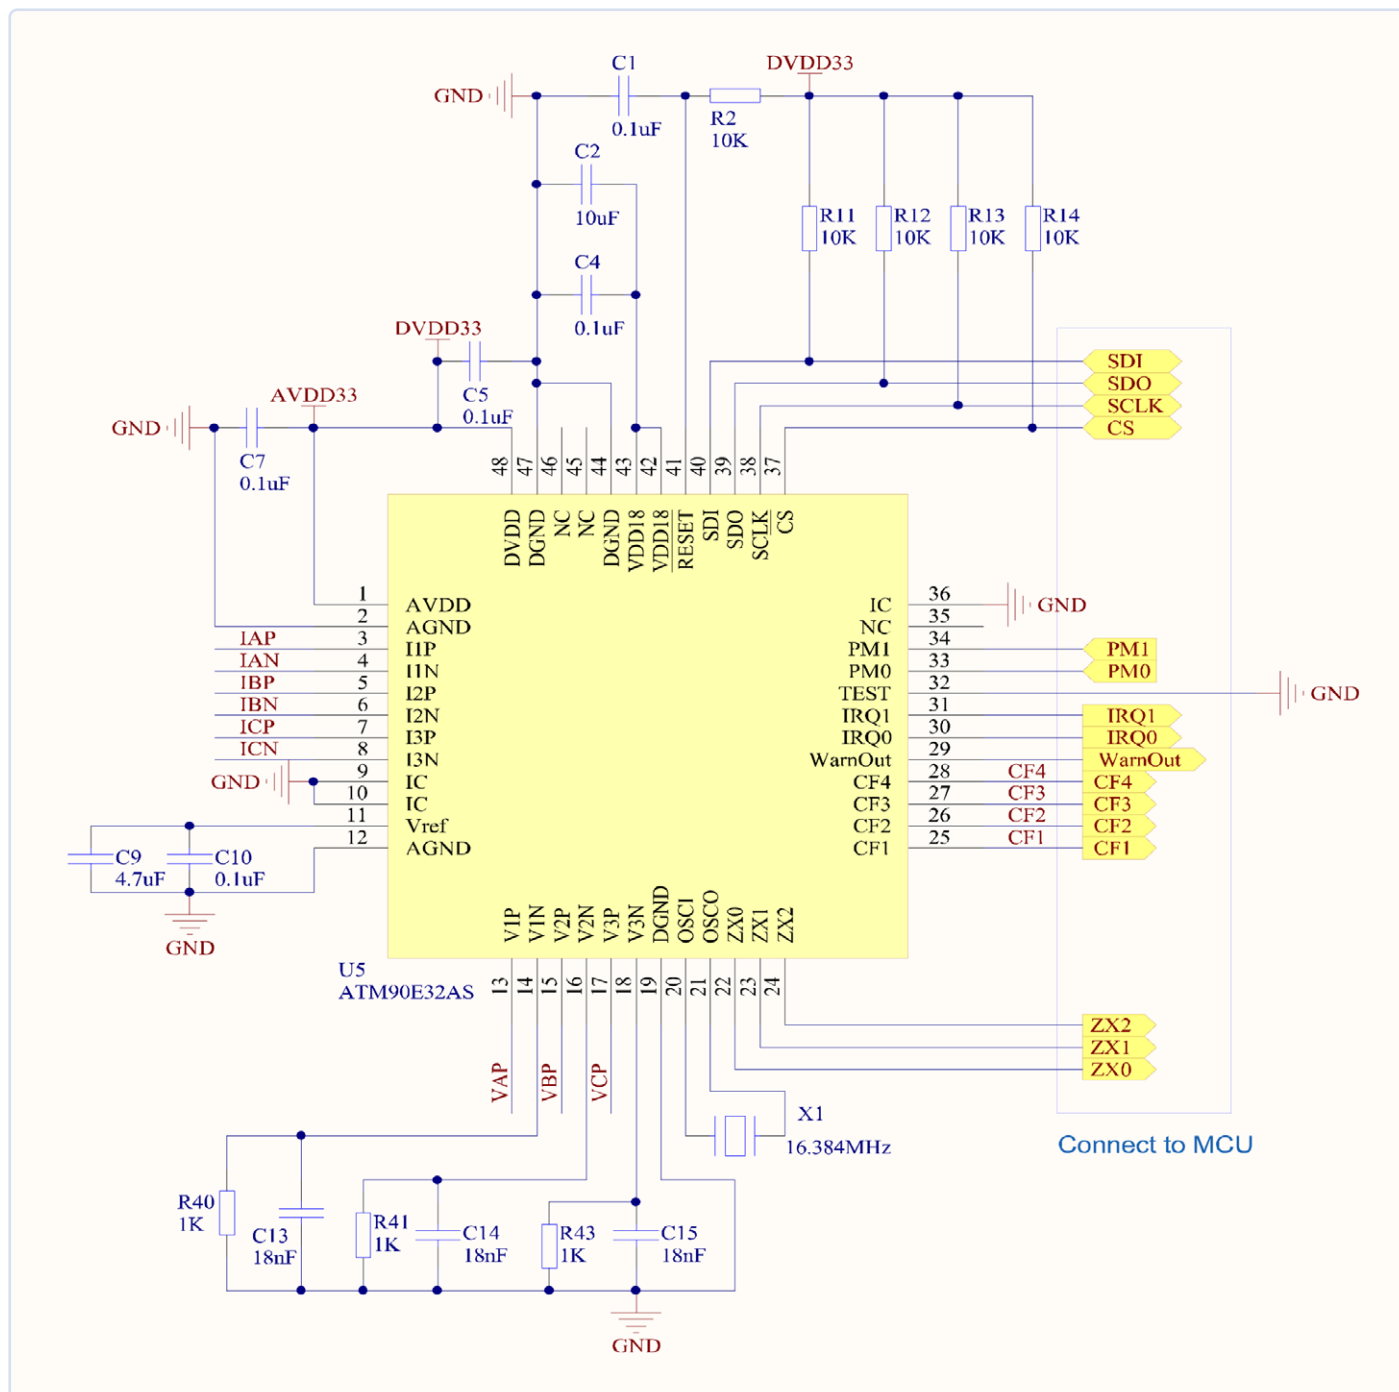 C1
DVDD33
GND
0.1uF
R2
10K
C2
10uF
R11
10K
R12
10K
R13
10K
R14
10K
C4
0.1uF
DVDD33
C5
0.1uF
AVDD33
GND
C7
0.1uF
SDI
SDO
SCLK
CS
48
47
46
45
44
43
42
41
40
39
38
37
DVDD
DGND
NC
NC
DGND
VDD18
VDD18
RESET
SDI
SDO
SCLK
CS
1
AVDD
2
AGND
IAP
3
I1P
IAN
4
I1N
IBP
5
I2P
IBN
6
I2N
ICP
7
I3P
ICN
8
I3N
GND
9
IC
10
IC
11
Vref
12
AGND
C9
4.7uF
C10
0.1uF
GND
IC
36
GND
NC
35
PM1
34
PM1
PM0
33
PM0
TEST
32
GND
IRQ1
31
IRQ1
IRQ0
30
IRQ0
WarnOut
29
WarnOut
CF4
28
CF4
CF4
CF3
27
CF3
CF3
CF2
26
CF2
CF2
CF1
25
CF1
CF1
V1P
V1N
V2P
V2N
V3P
V3N
DGND
OSCI
OSCO
ZX0
ZX1
ZX2
U5
ATM90E32AS
13
14
15
16
17
18
19
20
21
22
23
24
ZX2
ZX1
ZX0
VAP
VBP
VCP
X1
16.384MHz
Connect to MCU
R40
1K
C13
18nF
R41
1K
C14
18nF
R43
1K
C15
18nF
GND